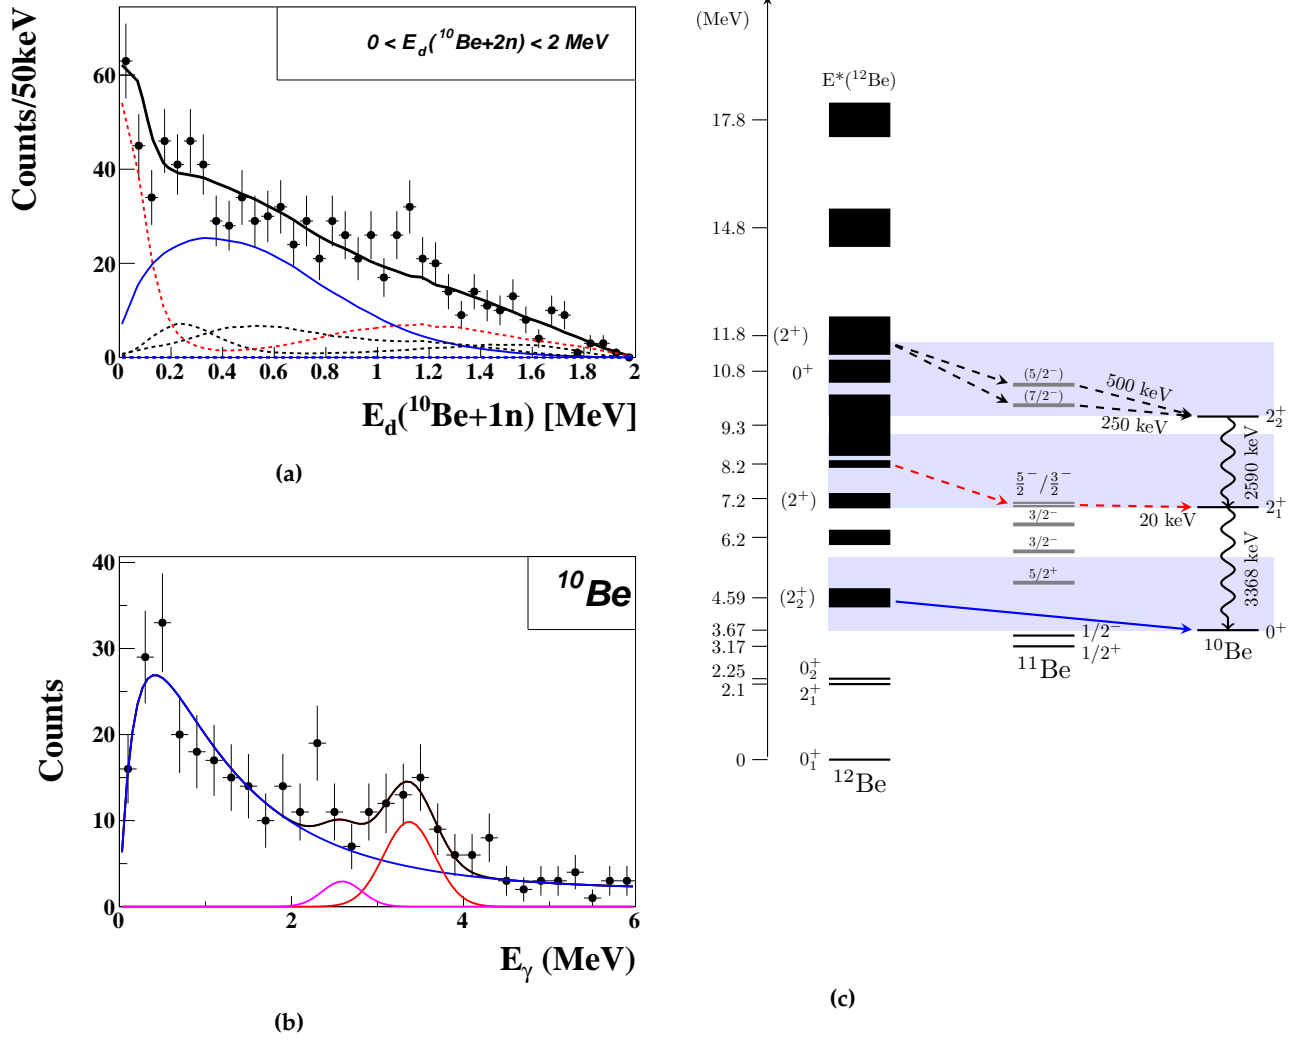 0 < E_d(^10Be+2n) < 2 MeV
Counts/50keV
60
40
20
0
0 0.2 0.4 0.6 0.8 1 1.2 1.4 1.6 1.8 2
E_d(^10Be+1n) [MeV]
(a)
^10Be
Counts
40
30
20
10
0
0 2 4 6
E_γ (MeV)
(b)
(MeV)
E*(^12Be)
17.8
14.8
11.8 (2^+)
10.8 0^+
9.3
8.2
7.2 (2^+)
6.2
4.59 (2_2^+)
3.67
3.17
2.25 0_2^+
2.1 2_1^+
0 0_1^+
^12Be
(5/2^-)
(7/2^-)
5/2^-/3/2^-
3/2^-
3/2^-
5/2^+
1/2^-
1/2^+
^11Be
500 keV
250 keV
20 keV
2_2^+
2590 keV
2_1^+
3368 keV
0^+
^10Be
(c)